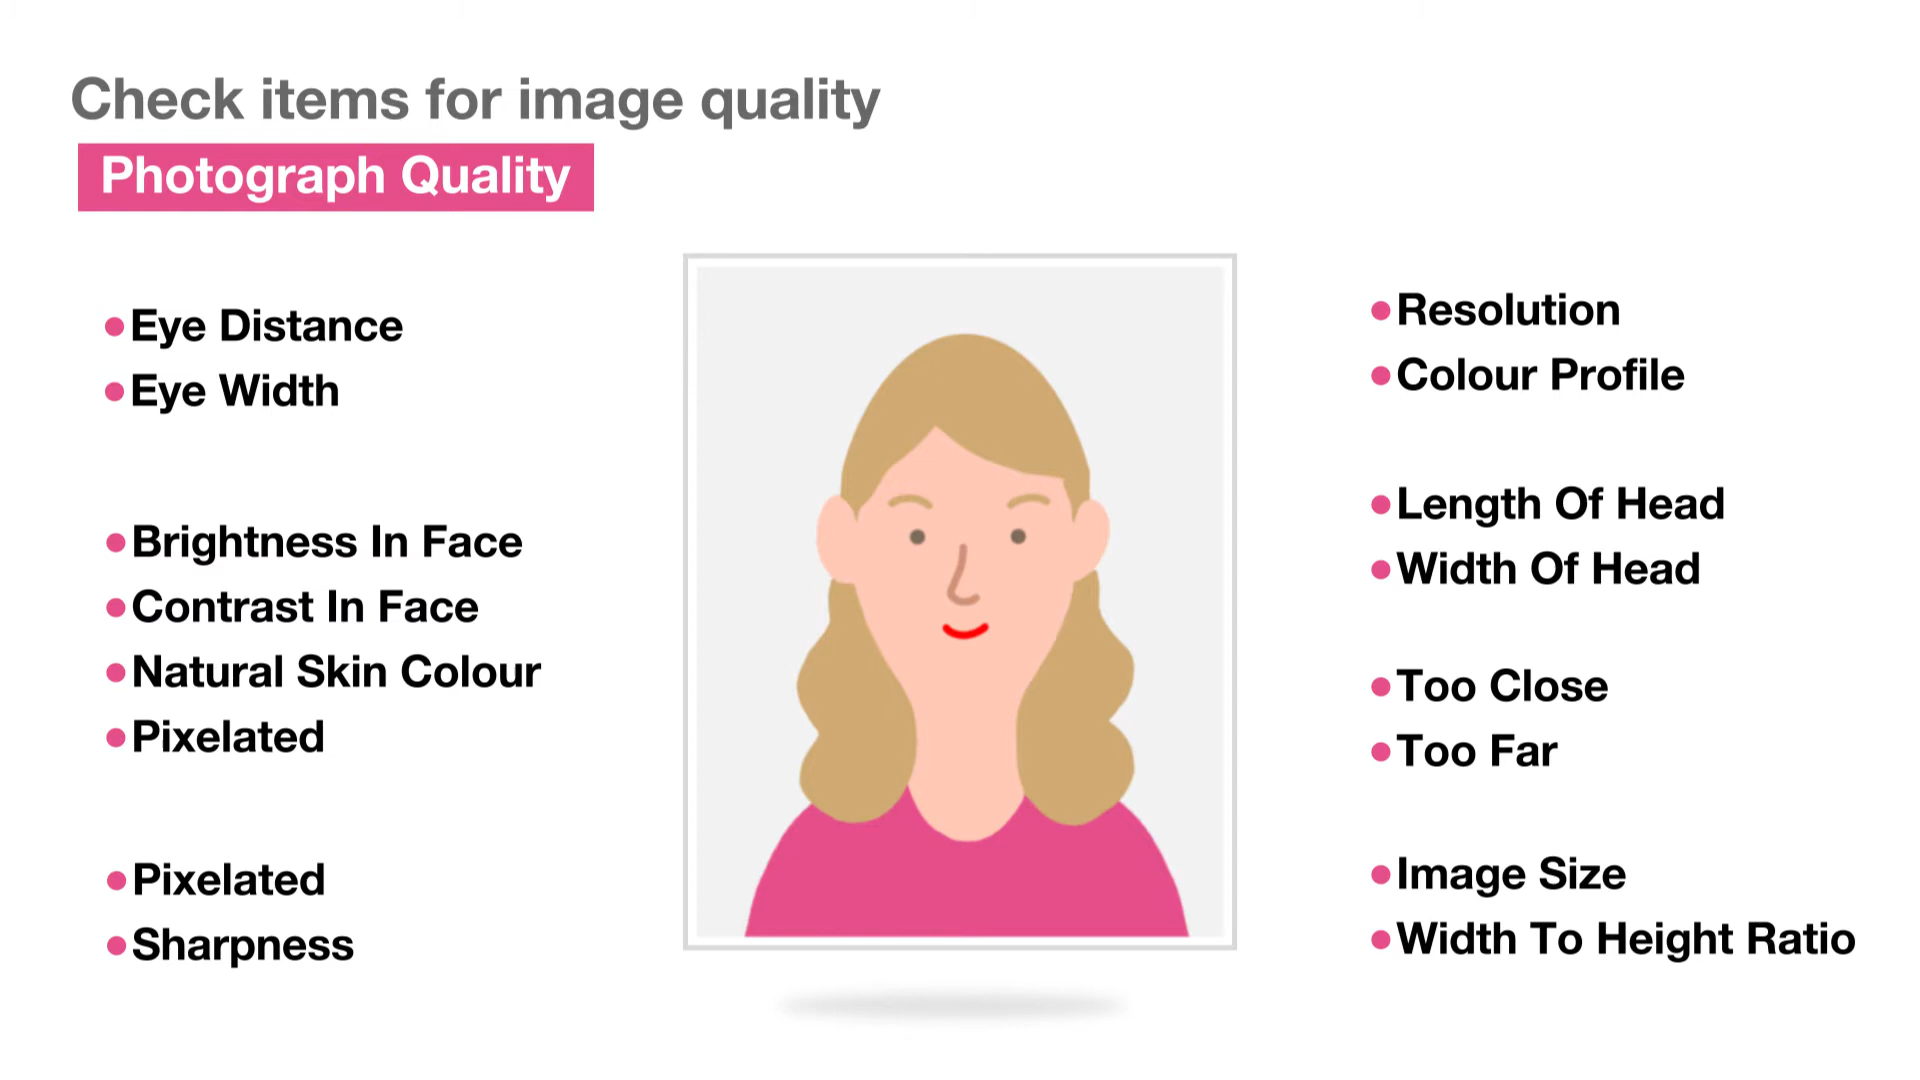 Check items for image quality
Photograph Quality
Eye Distance
Eye Width
Brightness In Face
Contrast In Face
Natural Skin Colour
Pixelated
Pixelated
Sharpness
Resolution
Colour Profile
Length Of Head
Width Of Head
Too Close
Too Far
Image Size
Width To Height Ratio